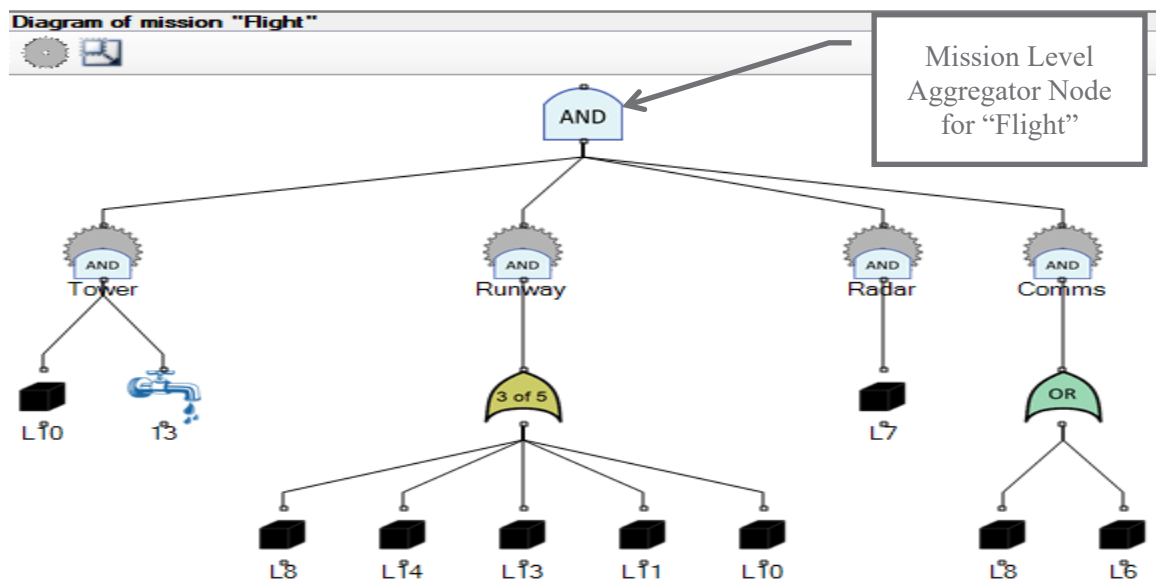 Diagram of mission "Flight"
Mission Level
Aggregator Node
for “Flight”
AND
AND
AND
AND
AND
Tower
Runway
Radar
Comms
3 of 5
OR
L10
13
L7
L8
L14
L13
L11
L10
L8
L6